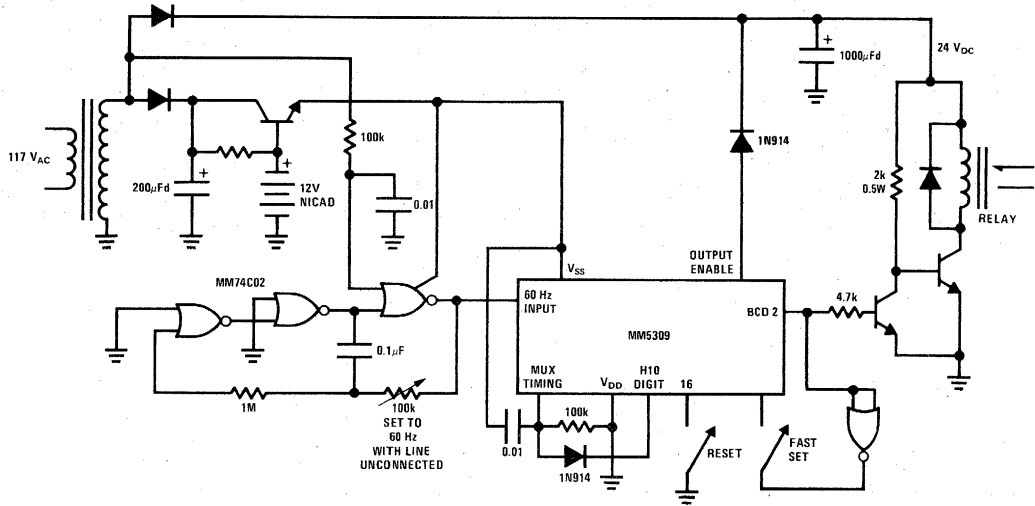 24 VDC
1000µFd
+
117 VAC
100k
1N914
200µFd
+
+
12V
NICAD
0.01
2k
0.5W
RELAY
MM74C02
VSS
OUTPUT
ENABLE
60 Hz
INPUT
BCD 2
4.7k
MM5309
0.1µF
MUX
TIMING
VDD
H10
DIGIT
16
1M
100k
SET TO
60 Hz
WITH LINE
UNCONNECTED
100k
0.01
1N914
RESET
FAST
SET